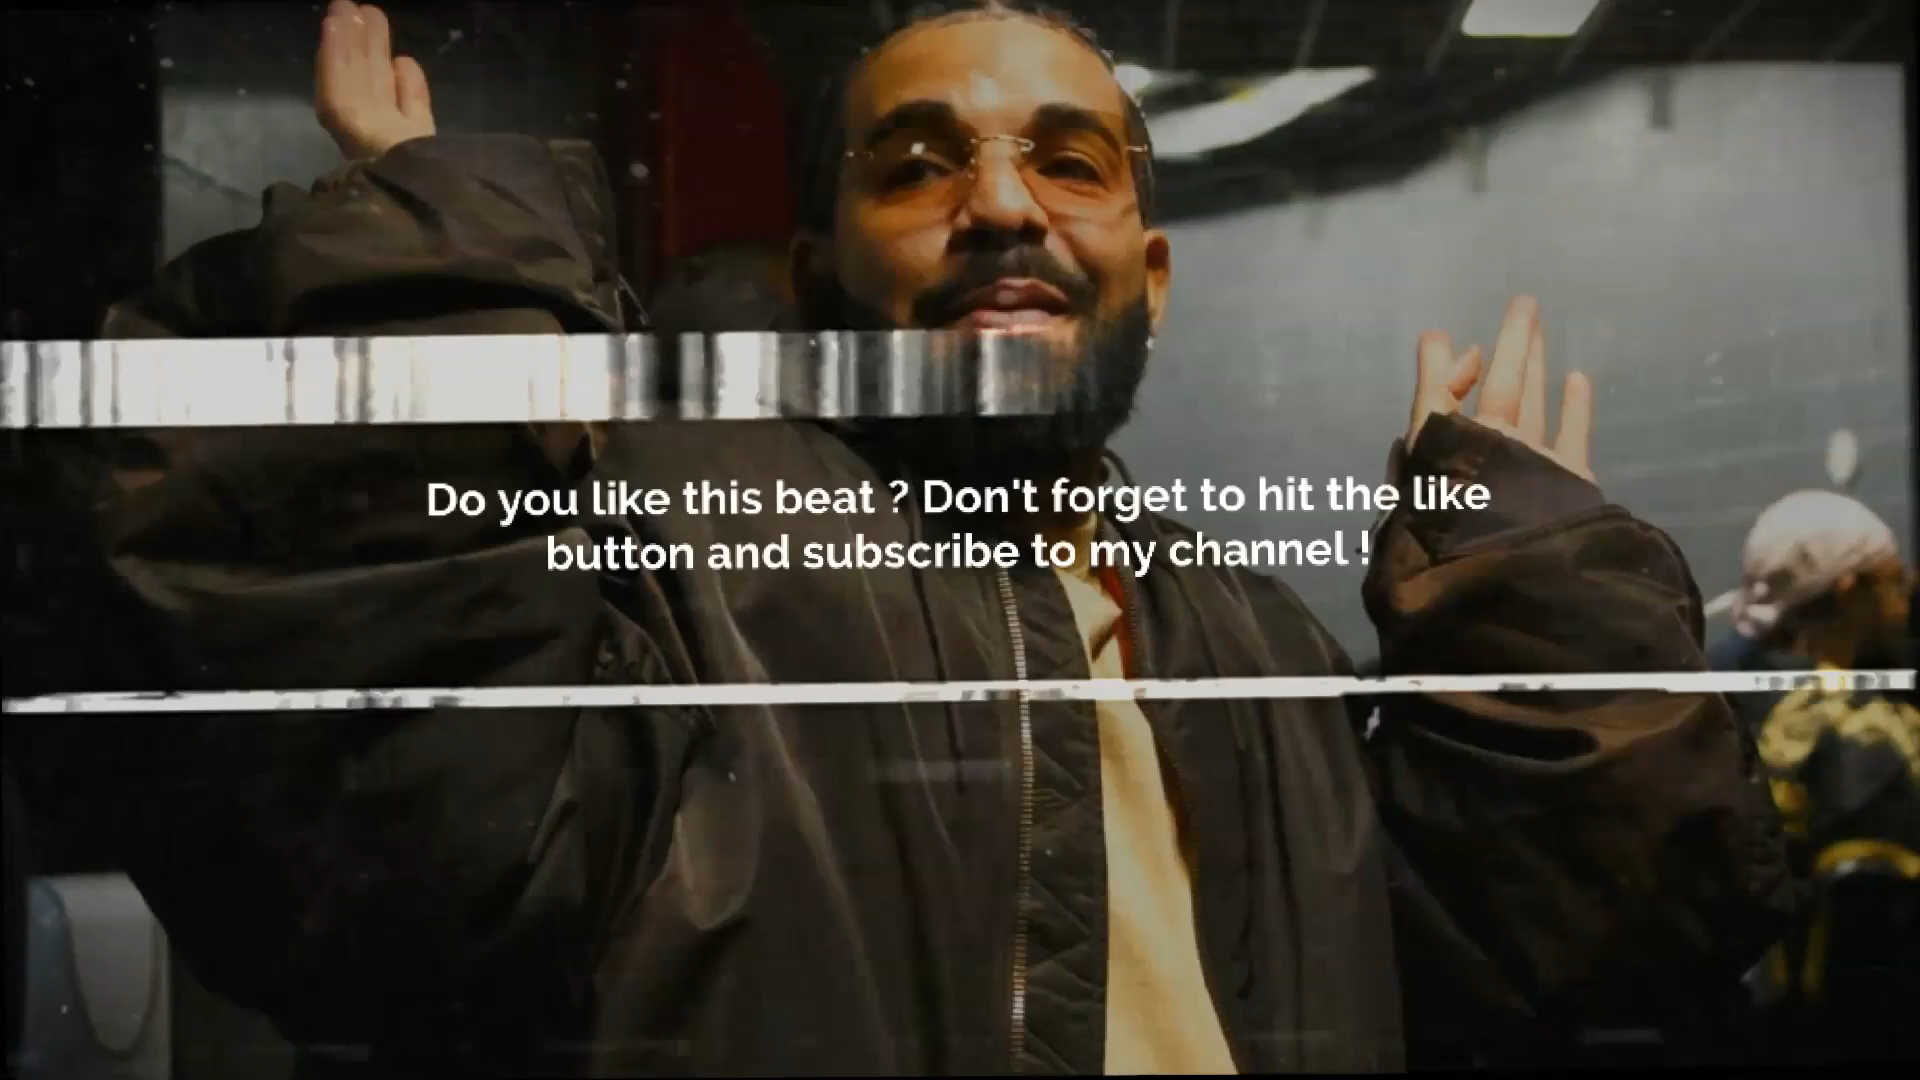 Do you like this beat ? Don't forget to hit the like
button and subscribe to my channel !